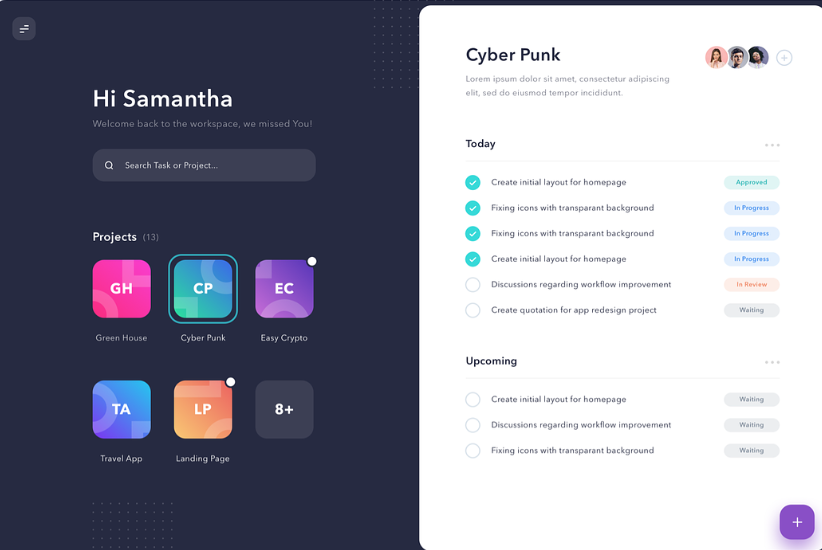 Hi Samantha
Welcome back to the workspace, we missed You!
Search Task or Project...
Projects (13)
GH
CP
EC
Green House
Cyber Punk
Easy Crypto
TA
LP
8+
Travel App
Landing Page
Cyber Punk
Lorem ipsum dolor sit amet, consectetur adipiscing
elit, sed do eiusmod tempor incididunt.
Today
Create initial layout for homepage Approved
Fixing icons with transparant background In Progress
Fixing icons with transparant background In Progress
Create initial layout for homepage In Progress
Discussions regarding workflow improvement In Review
Create quotation for app redesign project Waiting
Upcoming
Create initial layout for homepage Waiting
Discussions regarding workflow improvement Waiting
Fixing icons with transparant background Waiting